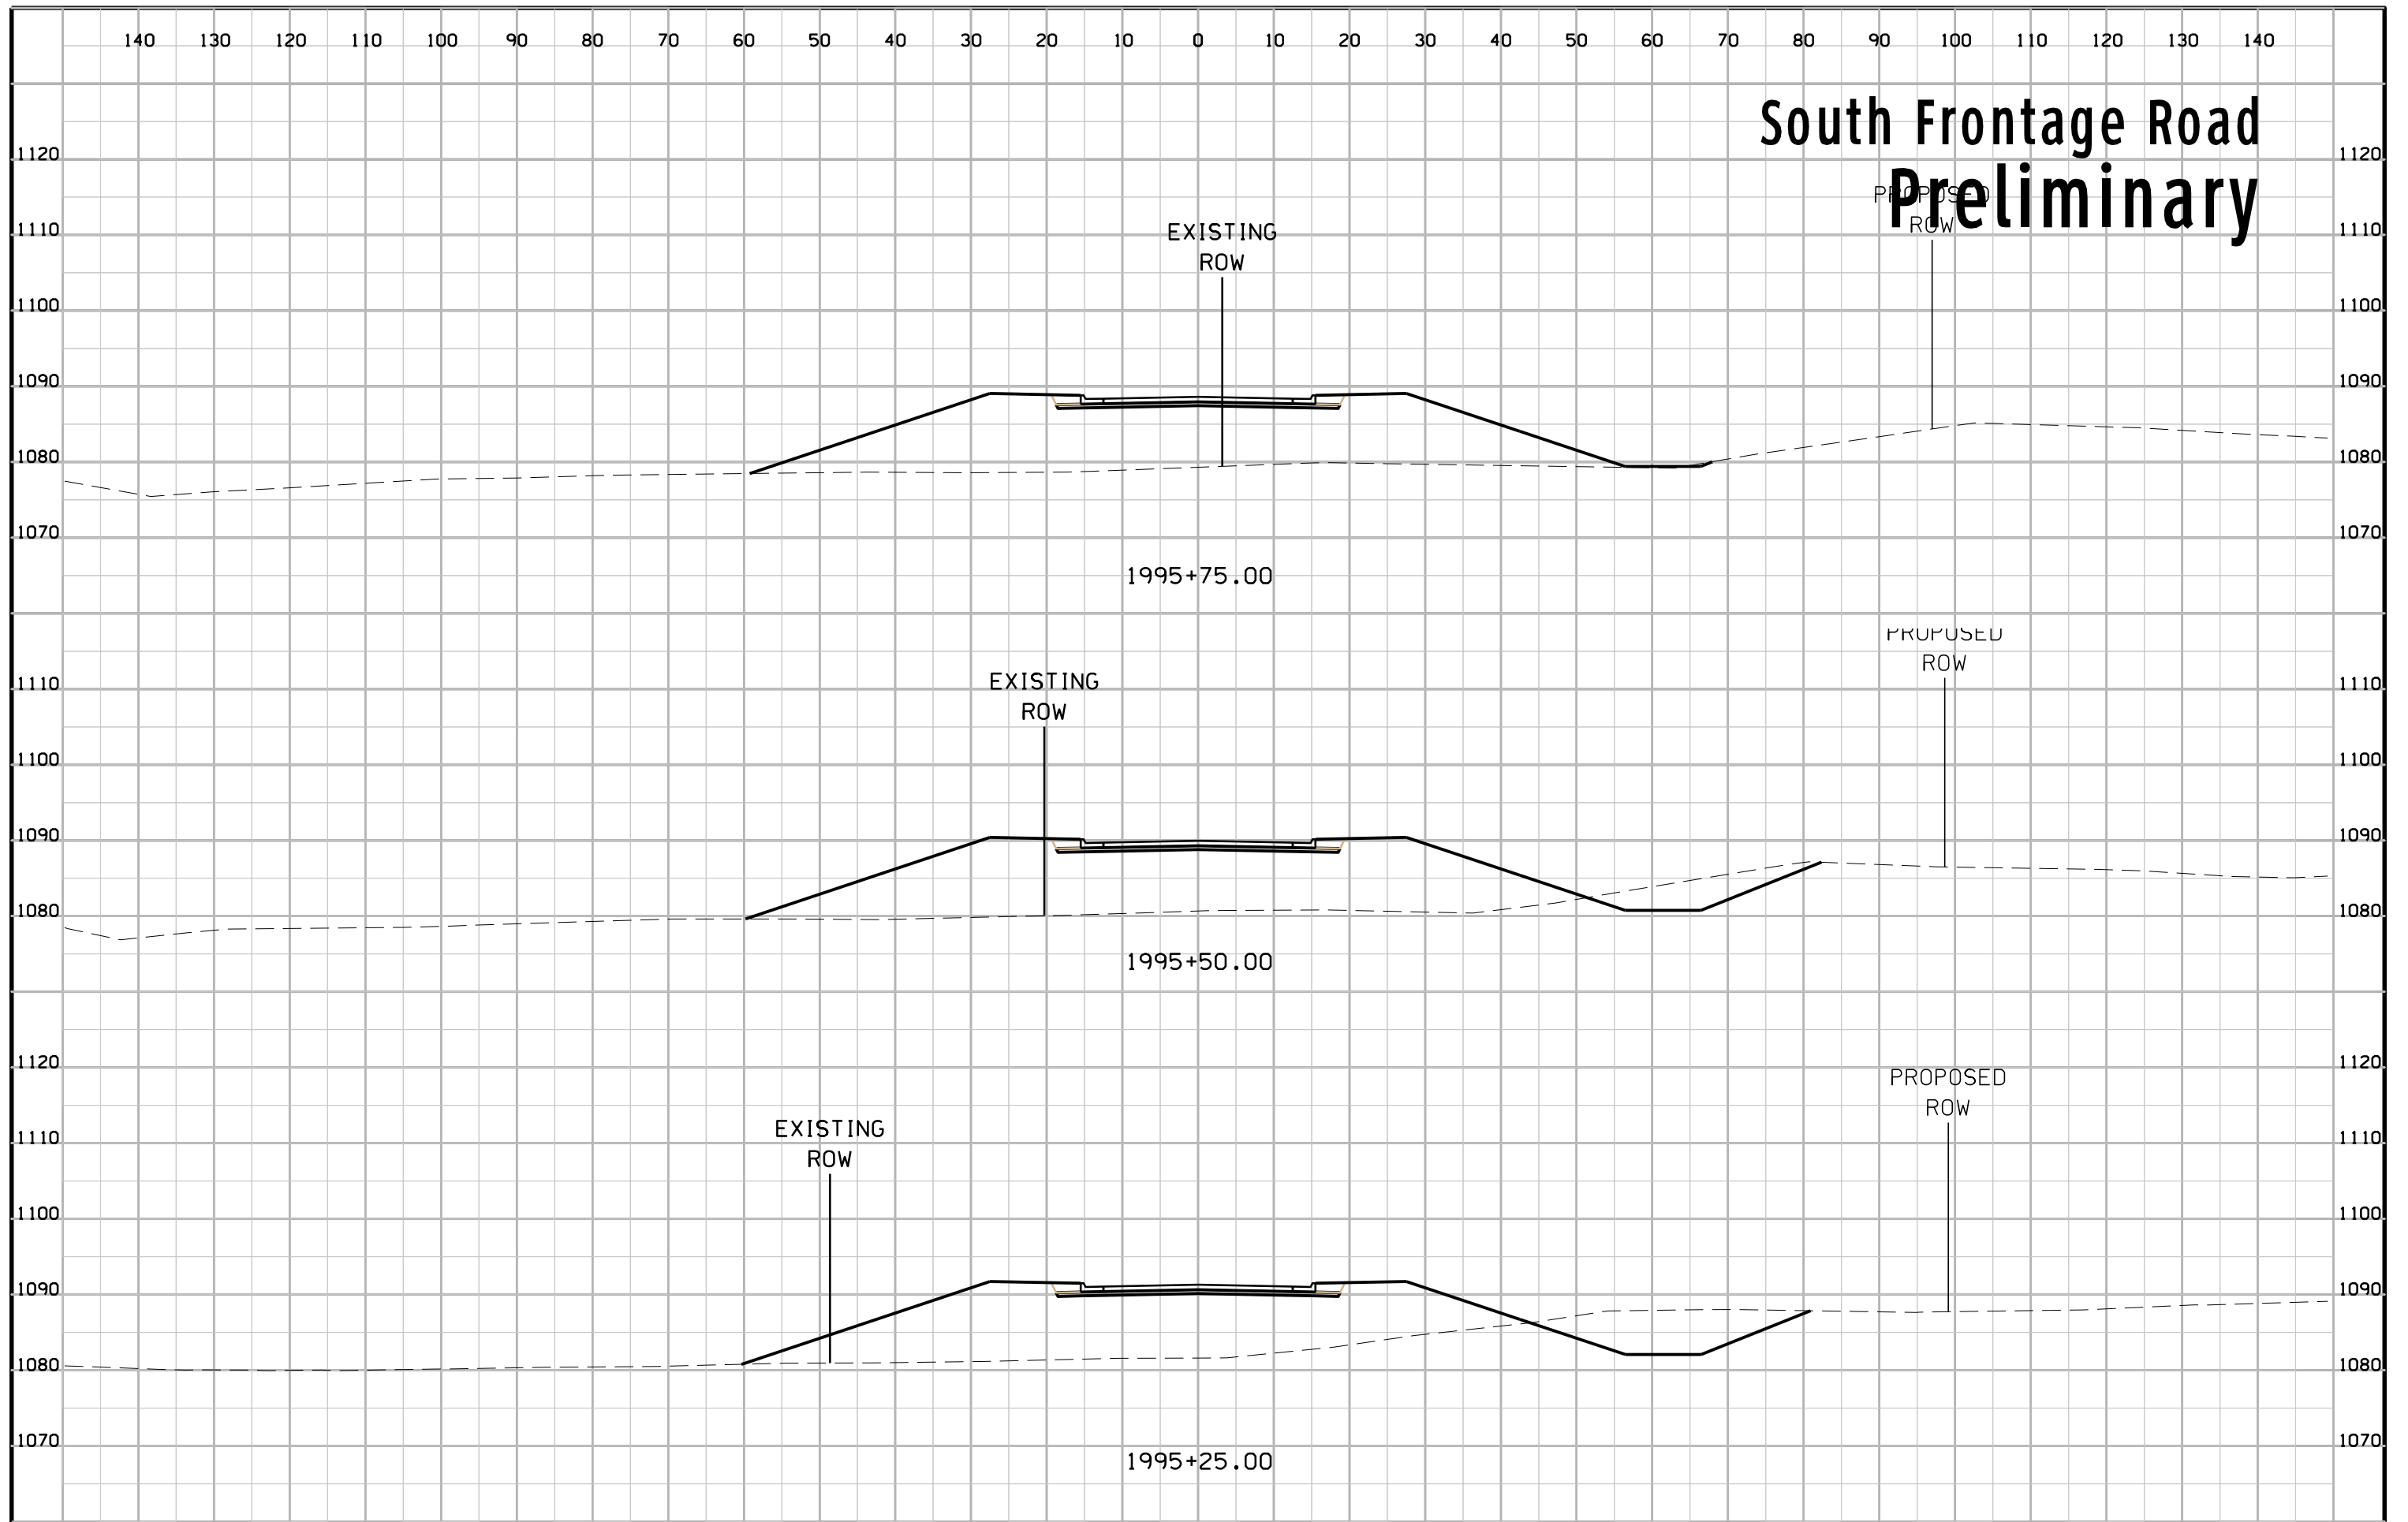 140 130 120 110 100 90 80 70 60 50 40 30 20 10 0 10 20 30 40 50 60 70 80 90 100 110 120 130 140
South Frontage Road
1120 1120
Preliminary
PROPOSED
ROW
1110 1110
EXISTING
ROW
1100 1100
1090 1090
1080 1080
1070 1070
1995+75.00
PROPOSED
ROW
1110 1110
EXISTING
ROW
1100 1100
1090 1090
1080 1080
1995+50.00
1120 1120
PROPOSED
ROW
1110 1110
EXISTING
ROW
1100 1100
1090 1090
1080 1080
1070 1070
1995+25.00